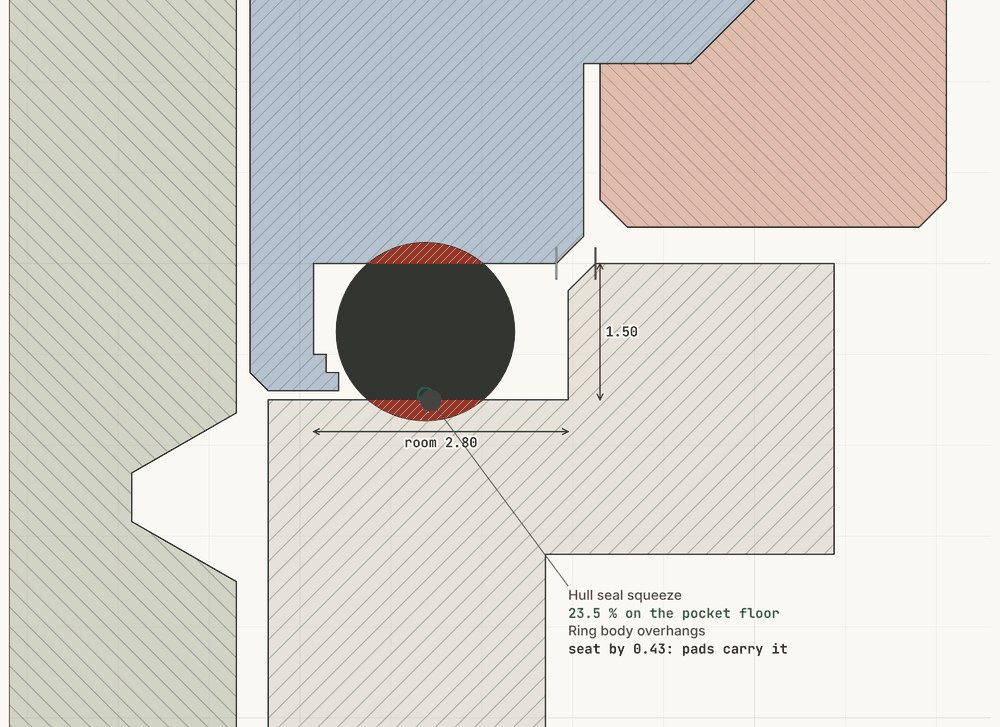 1.50
room 2.80
Hull seal squeeze
23.5 % on the pocket floor
Ring body overhangs
seat by 0.43: pads carry it